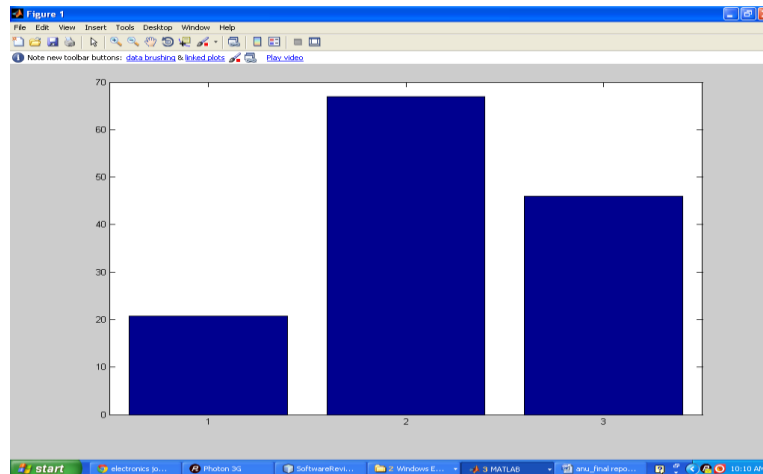 Figure 1
File Edit View Insert Tools Desktop Window Help
Note new toolbar buttons: data brushing & linked plots Play video
70
60
50
40
30
20
10
0
1 2 3
start electronics jo... Photon 3G SoftwareRevi... 2 Windows E... 3 MATLAB anu_final repo... 10:10 AM